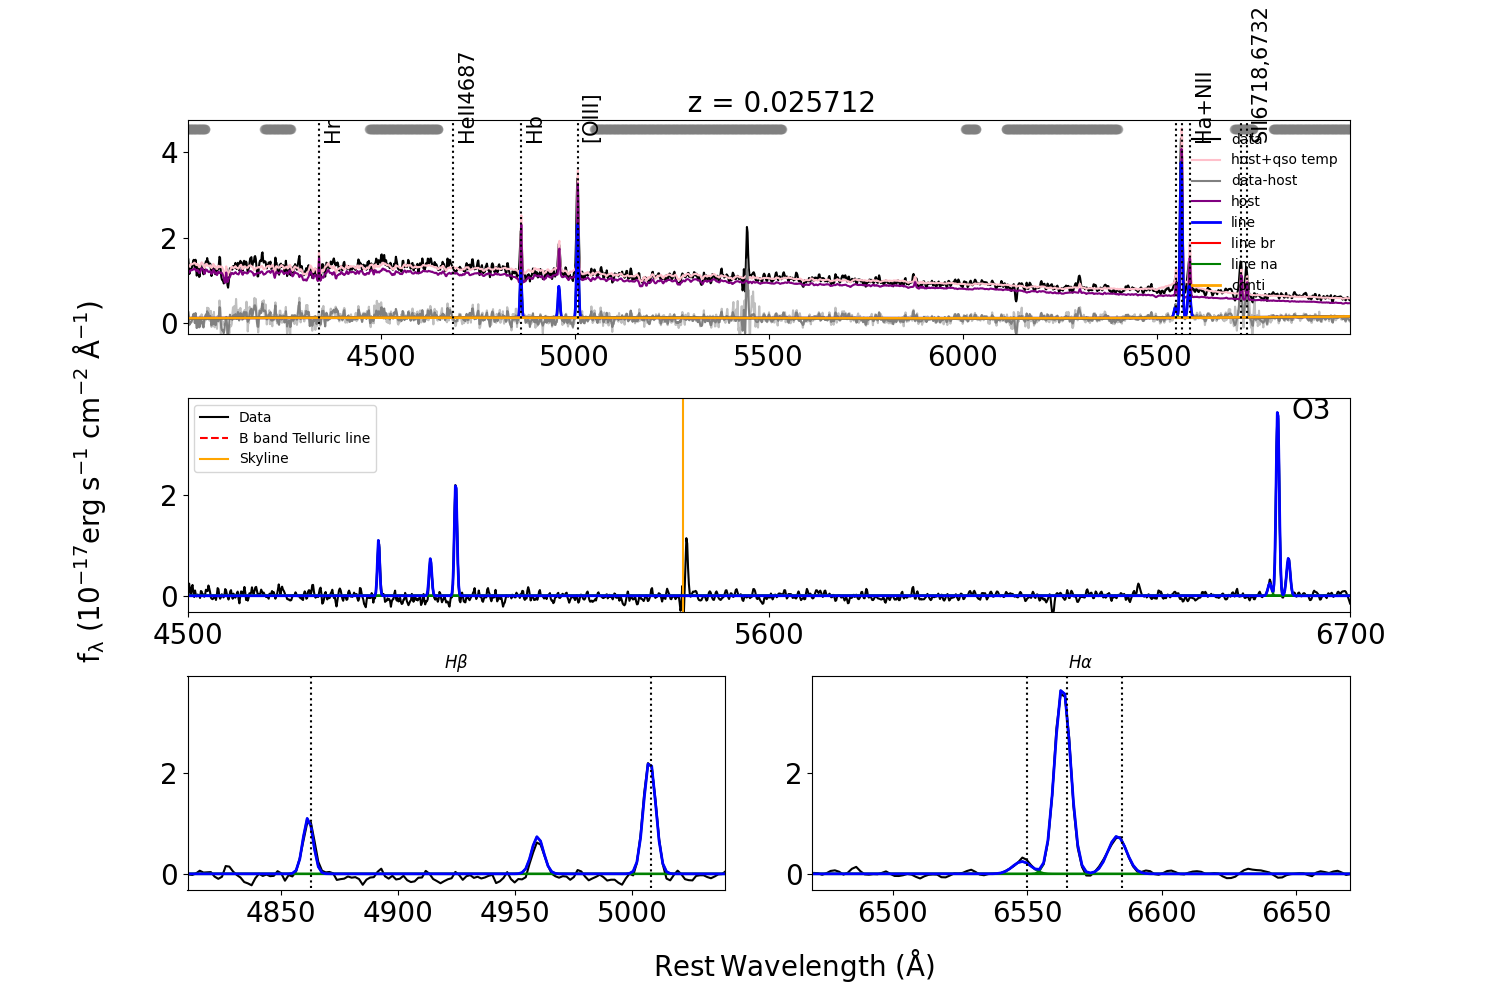 z = 0.025712
Hr
HeII4687
Hb
[OIII]
Ha+NII
SII6718,6732
data
host+qso temp
data-host
host
line
line br
line na
conti
4
2
0
4500
5000
5500
6000
6500
Data
B band Telluric line
Skyline
O3
2
0
4500
5600
6700
fλ (10−17erg s−1 cm−2 Å−1)
Hβ
Hα
2
0
4850
4900
4950
5000
2
0
6500
6550
6600
6650
Rest Wavelength (Å)